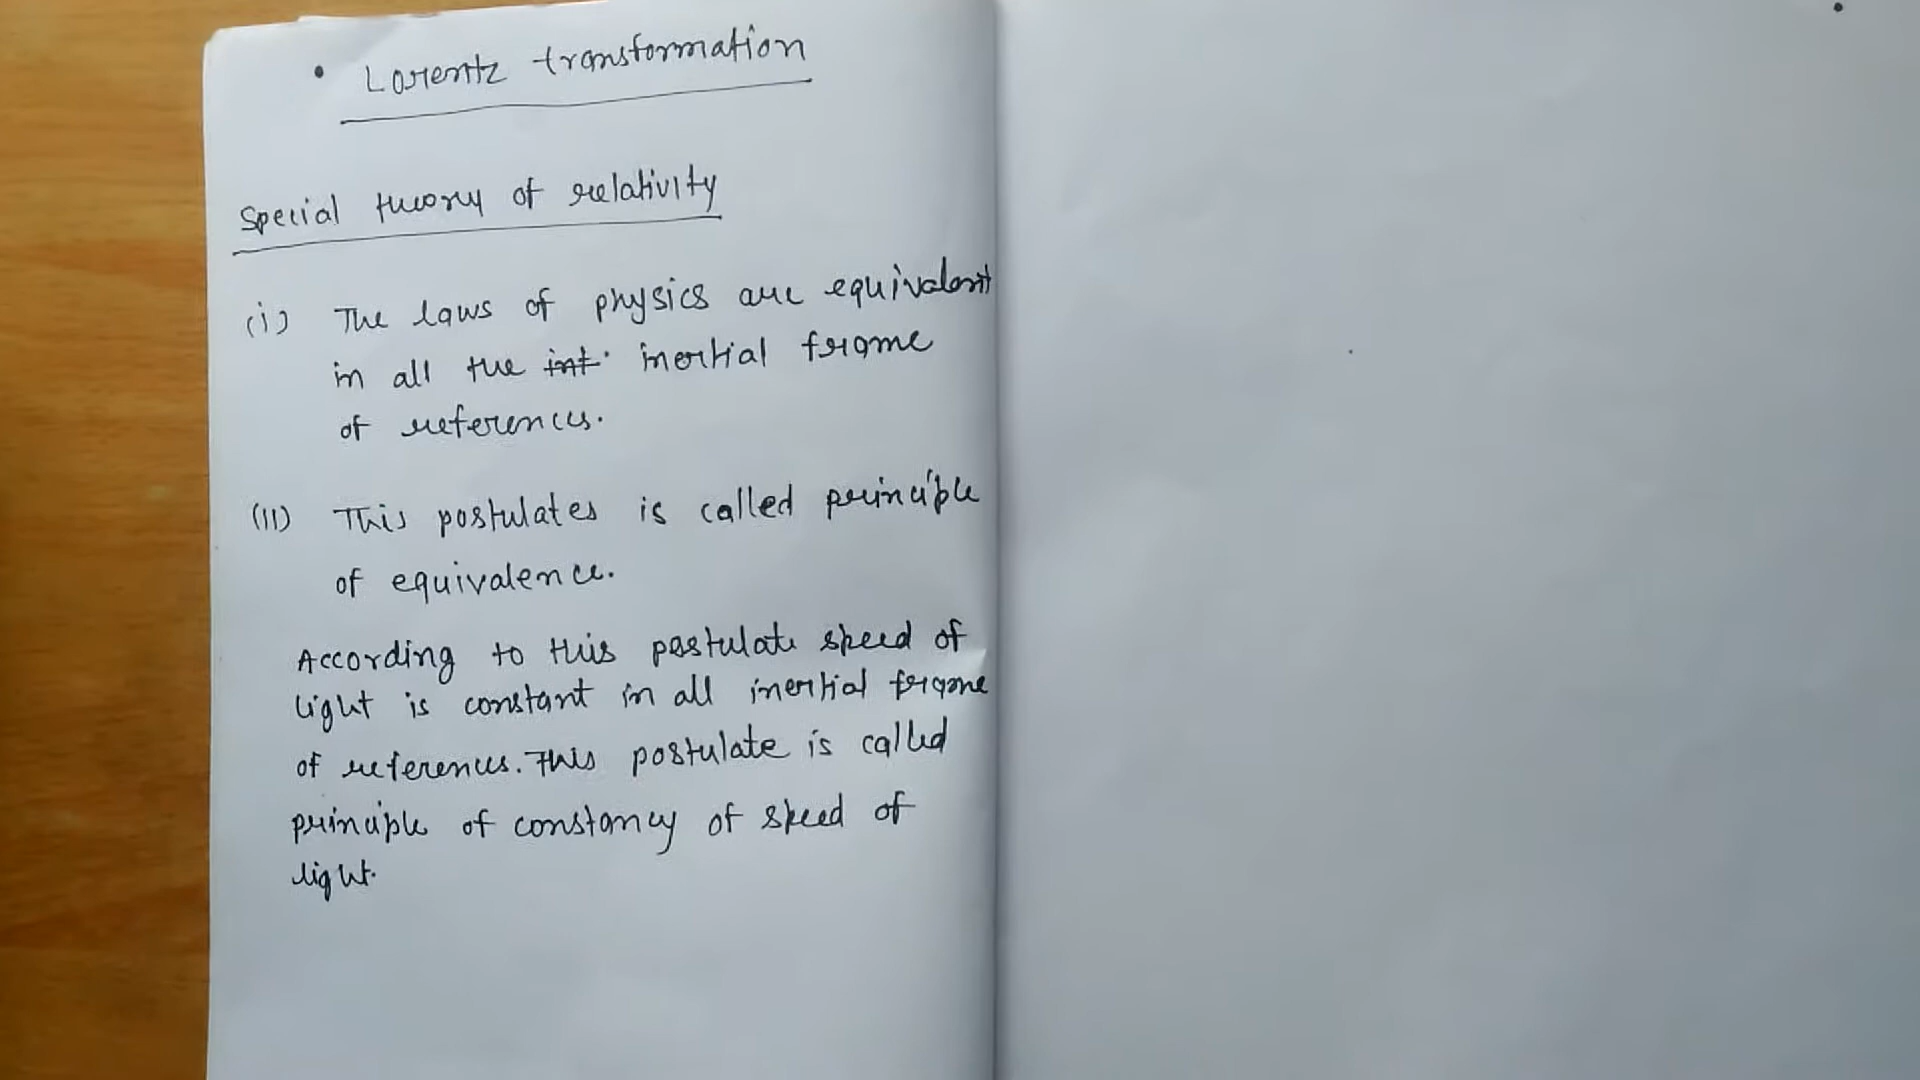 • Lorentz transformation
Special theory of relativity
(i) The laws of physics are equivalent
in all the int. inertial frame
of references.
(II) This postulates is called principle
of equivalence.
According to this postulate speed of
light is constant in all inertial frame
of references. This postulate is called
principle of constancy of speed of
light.